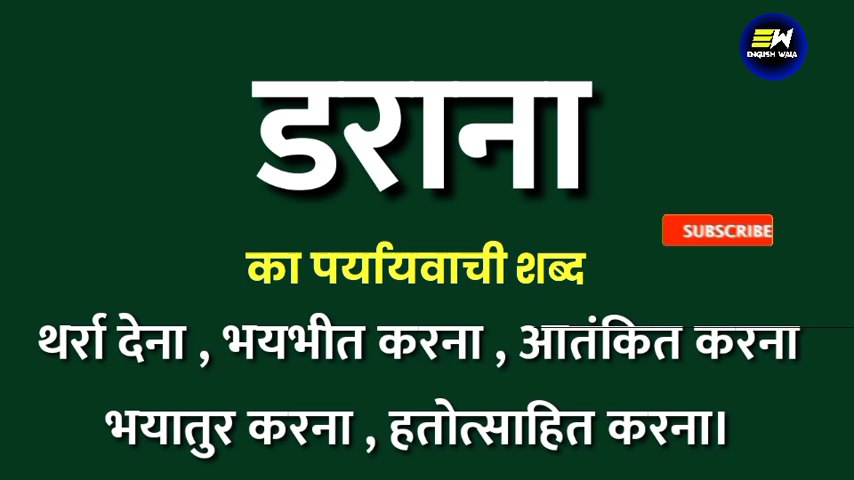 EW
ENGLISH WALA
डराना
SUBSCRIBE
का पर्यायवाची शब्द
थर्रा देना , भयभीत करना , आतंकित करना
भयातुर करना , हतोत्साहित करना।